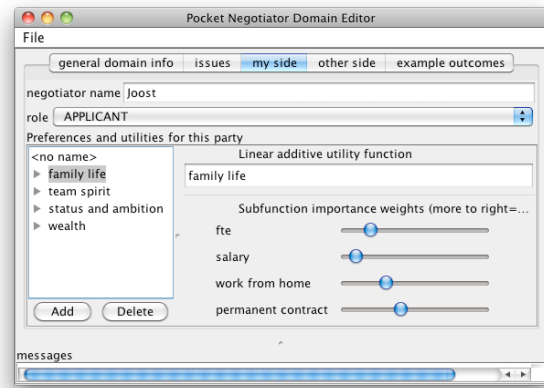 Pocket Negotiator Domain Editor
File
general domain info issues my side other side example outcomes
negotiator name Joost
role APPLICANT
Preferences and utilities for this party
<no name>
family life
team spirit
status and ambition
wealth
Add Delete
Linear additive utility function
family life
Subfunction importance weights (more to right=...
fte
salary
work from home
permanent contract
messages